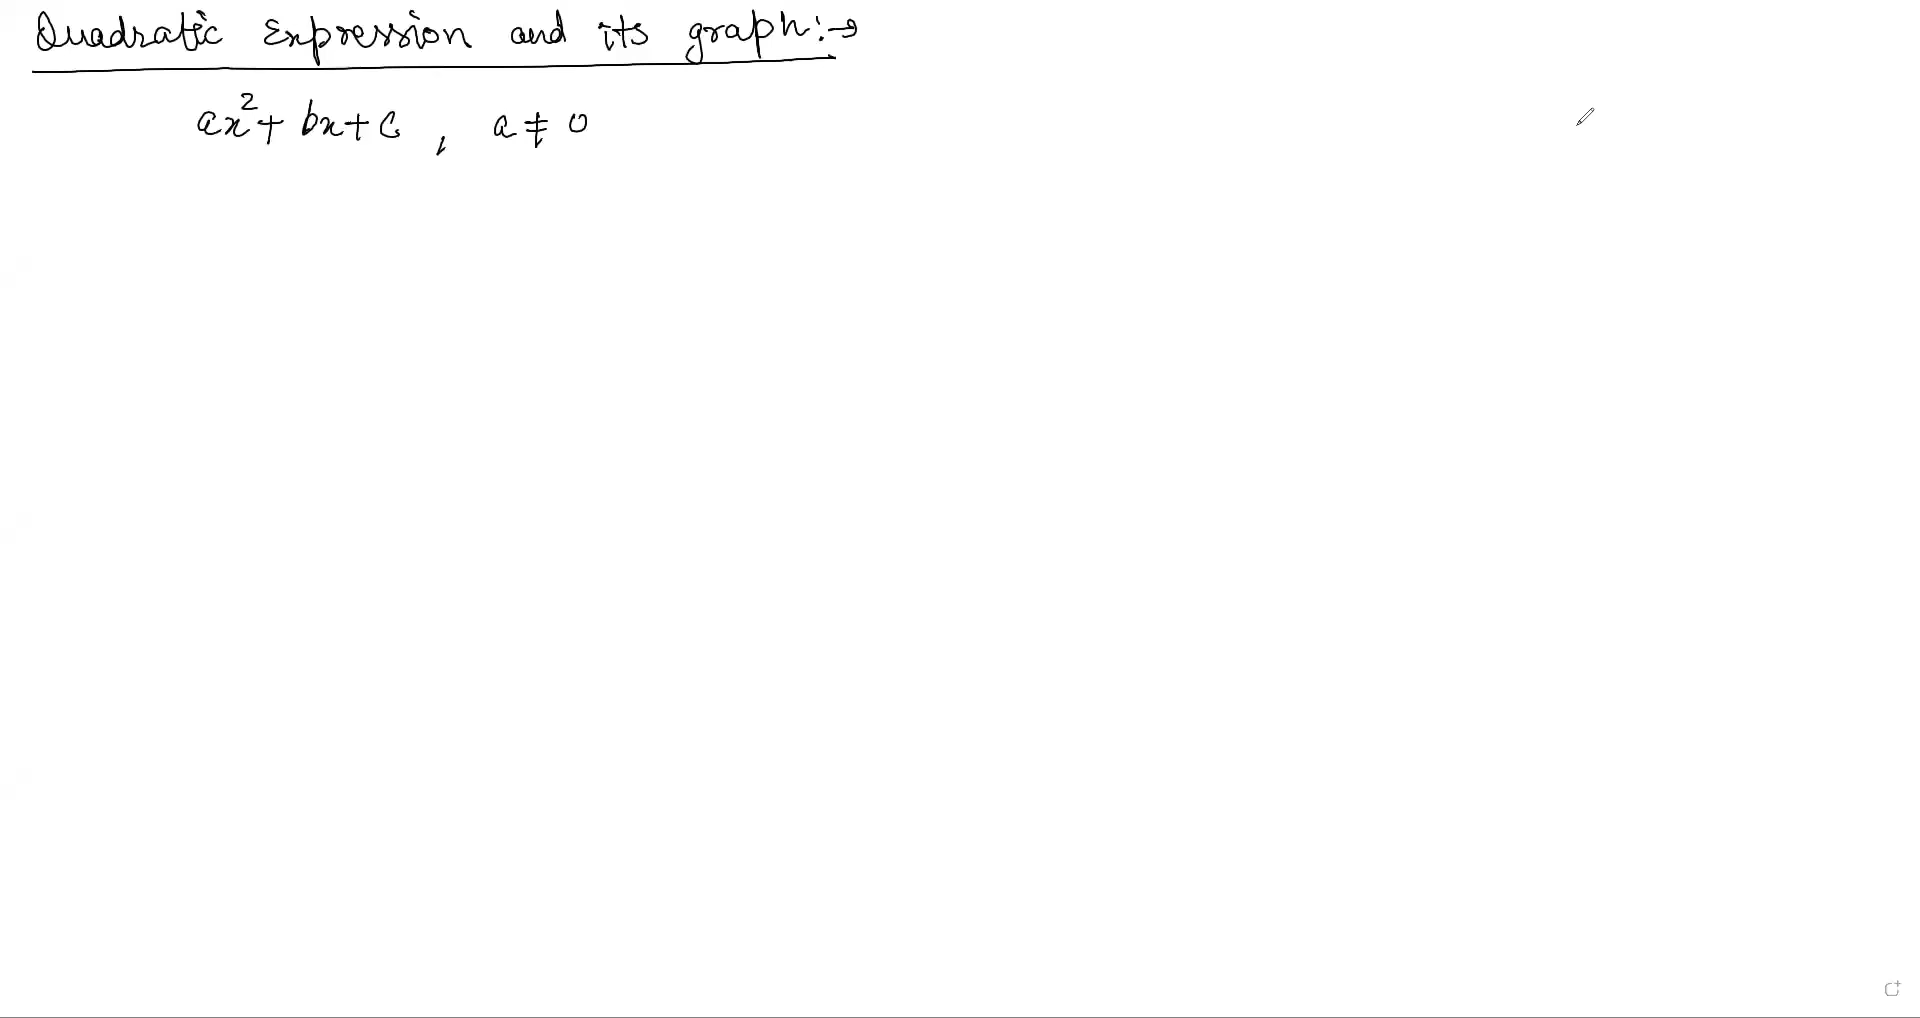 Quadratic Expression and its graph:→
ax²+ bx+c , a≠0